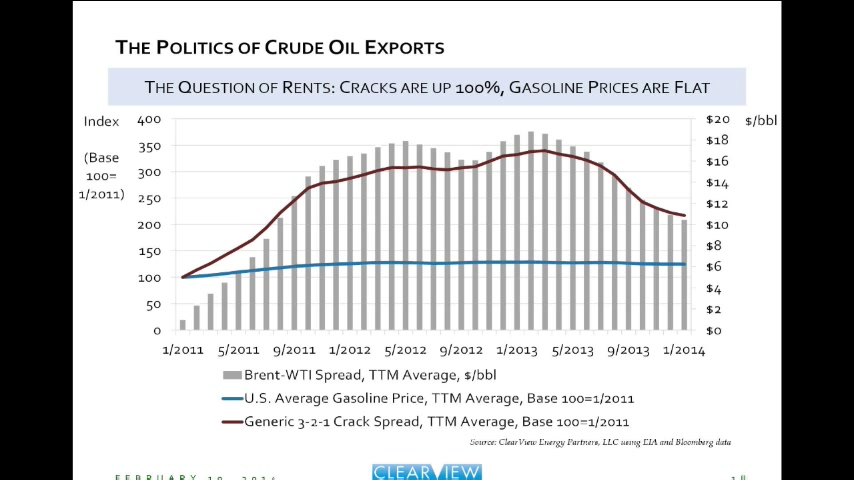 THE POLITICS OF CRUDE OIL EXPORTS
THE QUESTION OF RENTS: CRACKS ARE UP 100%, GASOLINE PRICES ARE FLAT
Index
(Base
100=
1/2011)
400
350
300
250
200
150
100
50
0
$20
$18
$16
$14
$12
$10
$8
$6
$4
$2
$0
$/bbl
1/2011 5/2011 9/2011 1/2012 5/2012 9/2012 1/2013 5/2013 9/2013 1/2014
Brent-WTI Spread, TTM Average, $/bbl
U.S. Average Gasoline Price, TTM Average, Base 100=1/2011
Generic 3-2-1 Crack Spread, TTM Average, Base 100=1/2011
Source: ClearView Energy Partners, LLC using EIA and Bloomberg data
FEBRUARY
CLEARVIEW